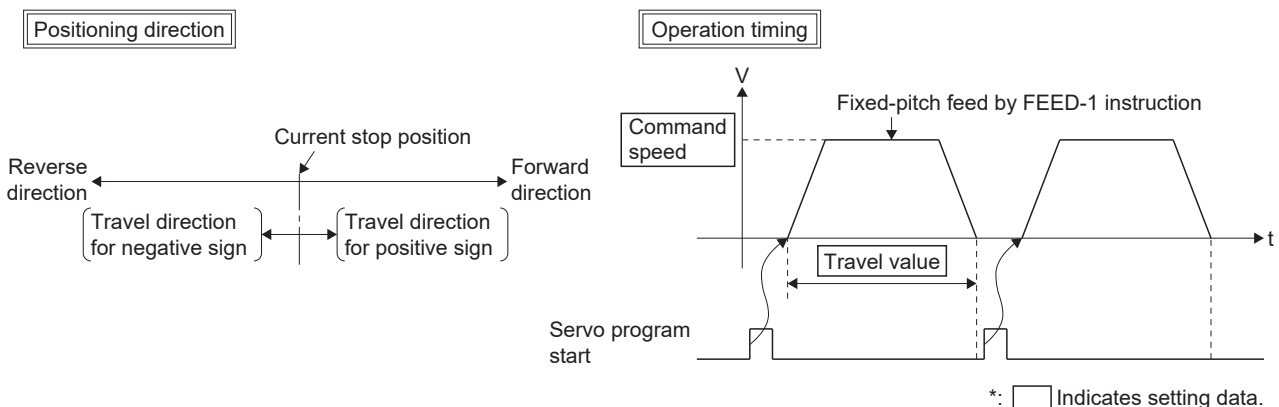 Positioning direction
Current stop position
Reverse
direction
Forward
direction
Travel direction
for negative sign
Travel direction
for positive sign
Operation timing
V
Fixed-pitch feed by FEED-1 instruction
Command
speed
t
Travel value
Servo program
start
*: Indicates setting data.